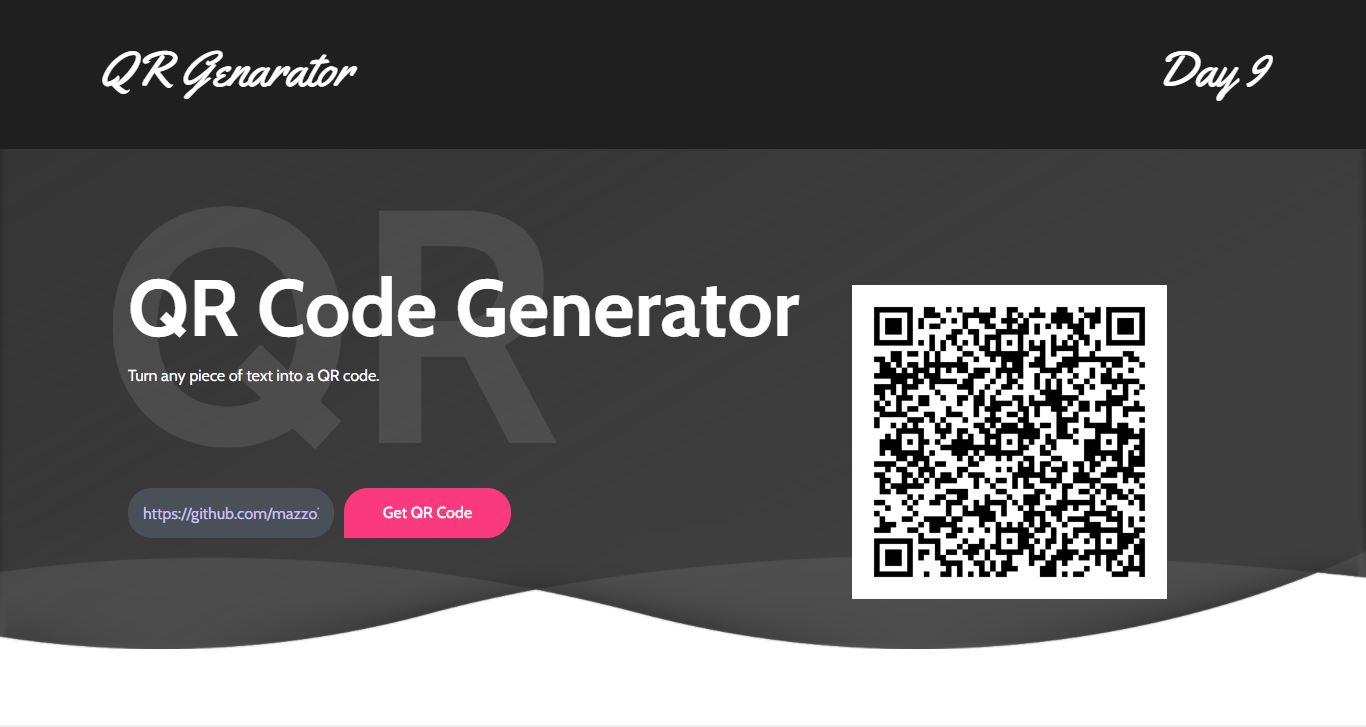 QR Genarator
Day 9
QR
QR Code Generator
Turn any piece of text into a QR code.
https://github.com/mazzo
Get QR Code